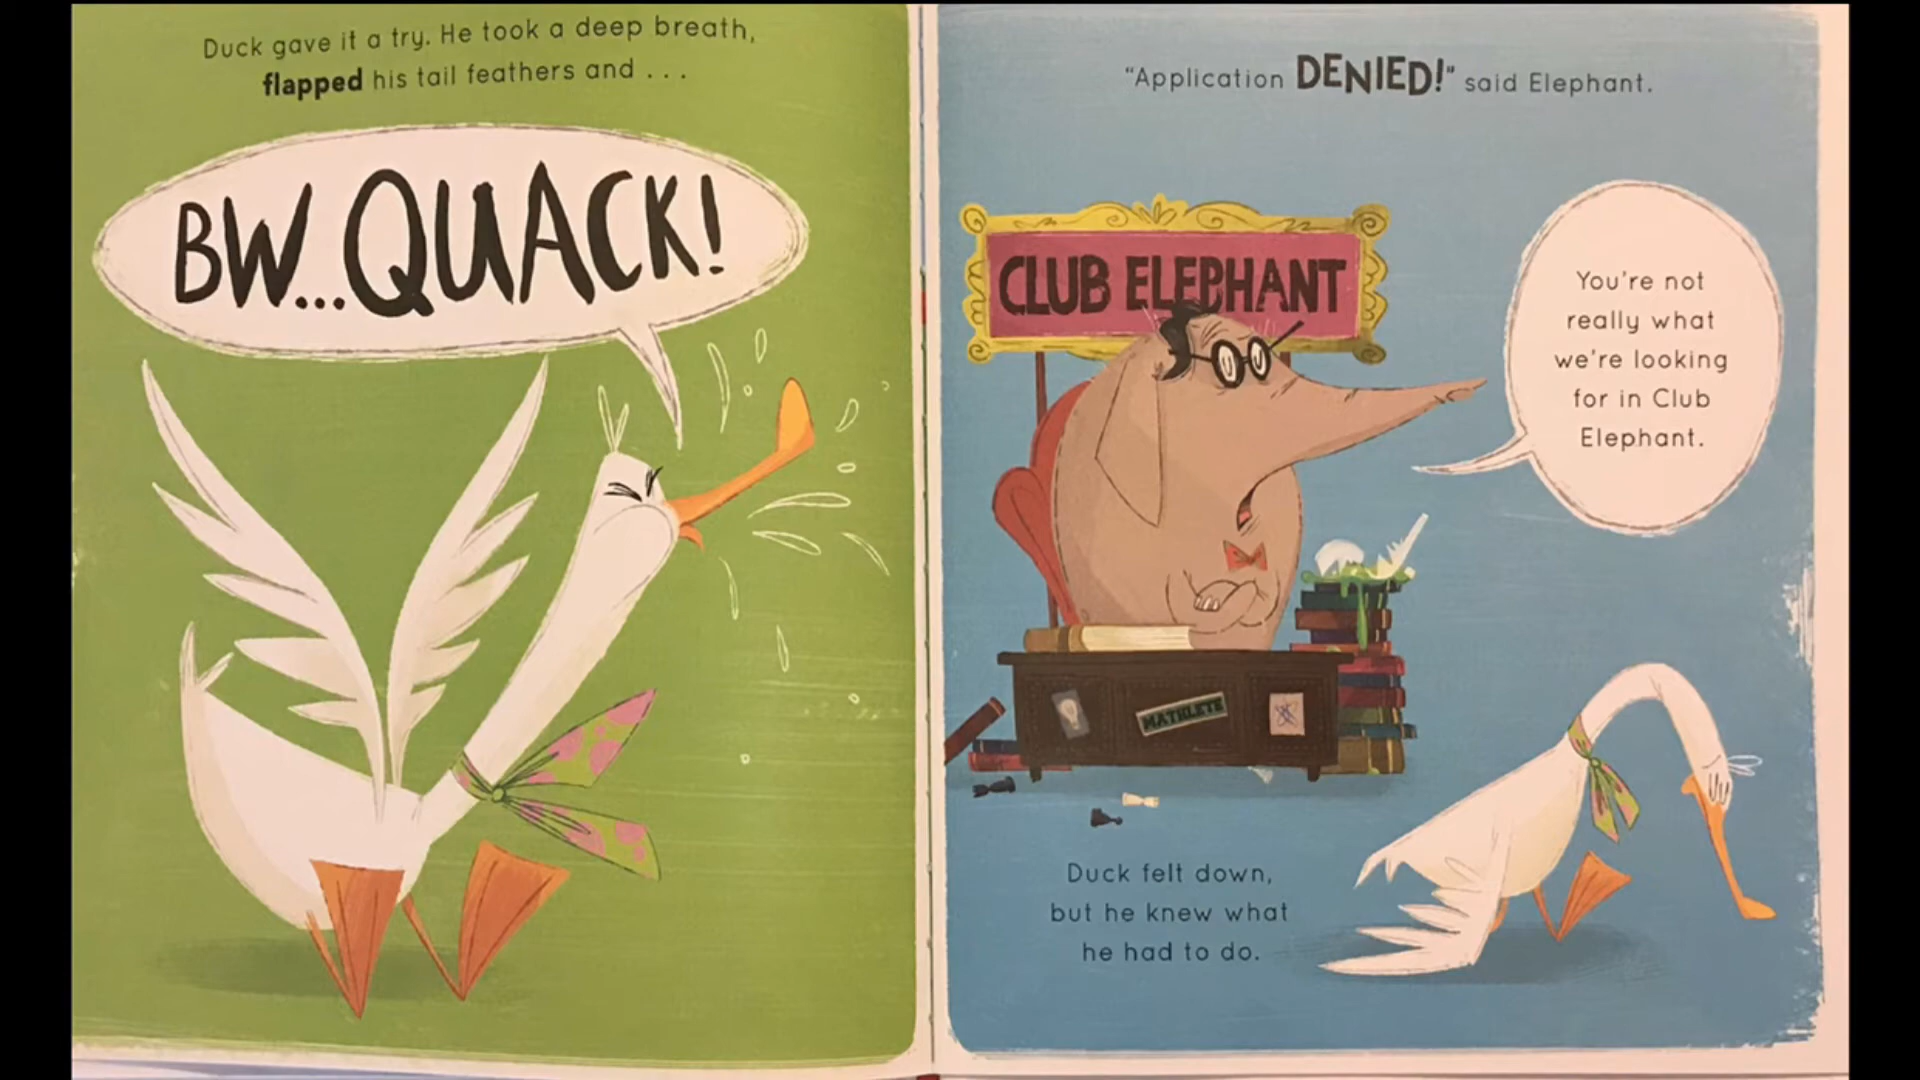 Duck gave it a try. He took a deep breath,
flapped his tail feathers and . . .
BW...QUACK!
"Application DENIED!" said Elephant.
CLUB ELEPHANT
You're not
really what
we're looking
for in Club
Elephant.
MATHLETE
Duck felt down,
but he knew what
he had to do.